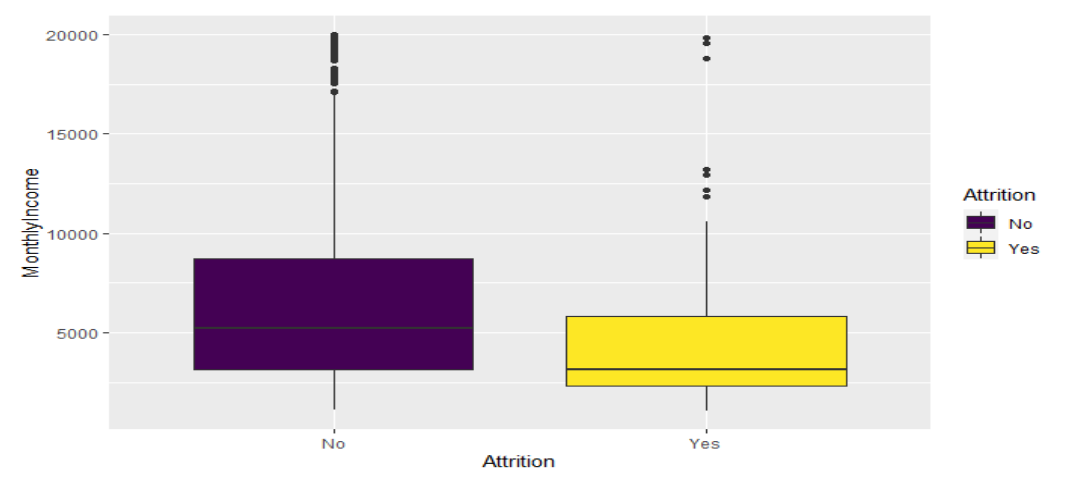 20000
15000
10000
5000
MonthlyIncome
No
Yes
Attrition
Attrition
No
Yes